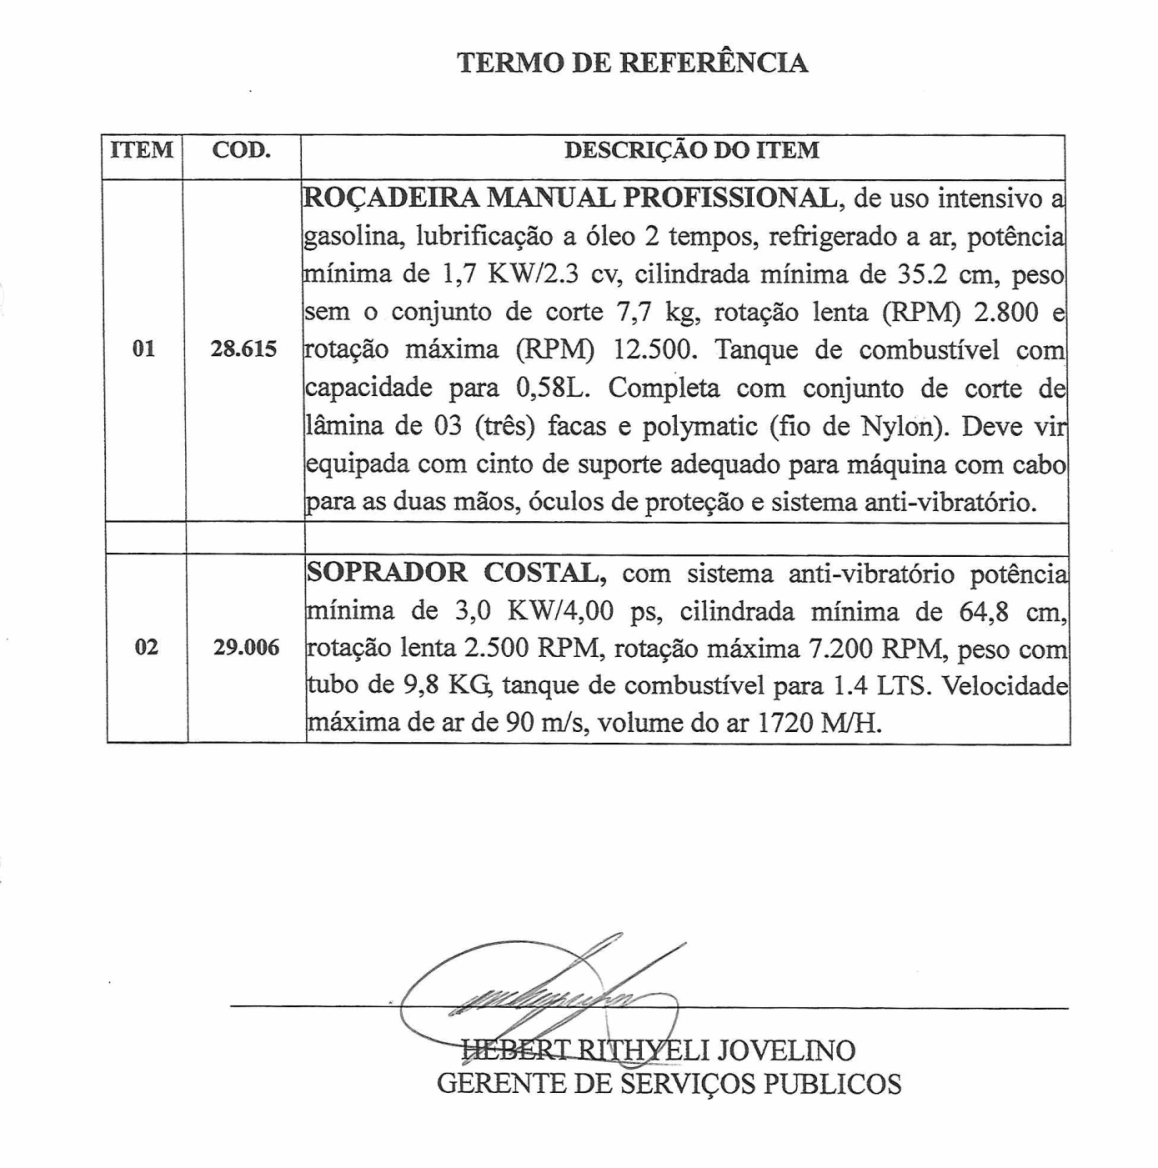 TERMO DE REFERÊNCIA
ITEM COD. DESCRIÇÃO DO ITEM
ROÇADEIRA MANUAL PROFISSIONAL, de uso intensivo a
gasolina, lubrificação a óleo 2 tempos, refrigerado a ar, potência
mínima de 1,7 KW/2.3 cv, cilindrada mínima de 35.2 cm, peso
sem o conjunto de corte 7,7 kg, rotação lenta (RPM) 2.800 e
01 28.615 rotação máxima (RPM) 12.500. Tanque de combustível com
capacidade para 0,58L. Completa com conjunto de corte de
lâmina de 03 (três) facas e polymatic (fio de Nylon). Deve vir
equipada com cinto de suporte adequado para máquina com cabo
para as duas mãos, óculos de proteção e sistema anti-vibratório.
SOPRADOR COSTAL, com sistema anti-vibratório potência
mínima de 3,0 KW/4,00 ps, cilindrada mínima de 64,8 cm,
02 29.006 rotação lenta 2.500 RPM, rotação máxima 7.200 RPM, peso com
tubo de 9,8 KG, tanque de combustível para 1.4 LTS. Velocidade
máxima de ar de 90 m/s, volume do ar 1720 M/H.
HEBERT RITHYELI JOVELINO
GERENTE DE SERVIÇOS PUBLICOS